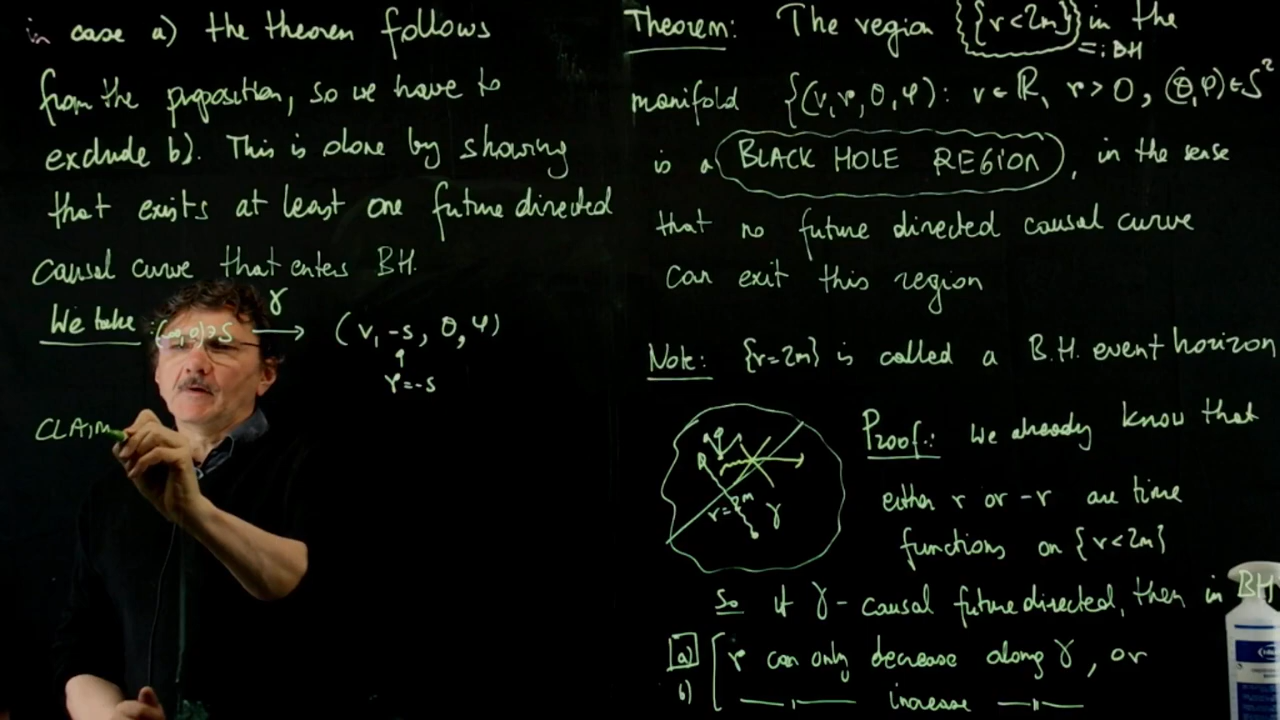 in case a) the theorem follows
from the proposition, so we have to
exclude b). This is done by showing
that exists at least one future directed
causal curve that enters BH.
We take : (-∞,0)∋s ⟶ (v, -s, θ, φ)
γ
r=-s
CLAIM
Theorem: The region {r<2m} in the
=:BH
manifold {(v,r,θ,φ): v∈ℝ, r>0, (θ,φ)∈S²
is a BLACK HOLE REGION, in the sense
that no future directed causal curve
can exit this region
Note: {r=2m} is called a B.H. event horizon
r=2m
γ
Proof: We already know that
either r or -r are time
functions on {r<2m}
So if γ - causal future directed, then in BH
a) r can only decrease along γ, or
b) —〃— increase —〃—